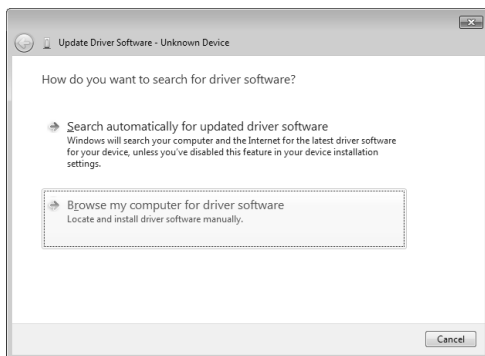 Update Driver Software - Unknown Device
How do you want to search for driver software?
Search automatically for updated driver software
Windows will search your computer and the Internet for the latest driver software
for your device, unless you've disabled this feature in your device installation
settings.
Browse my computer for driver software
Locate and install driver software manually.
Cancel